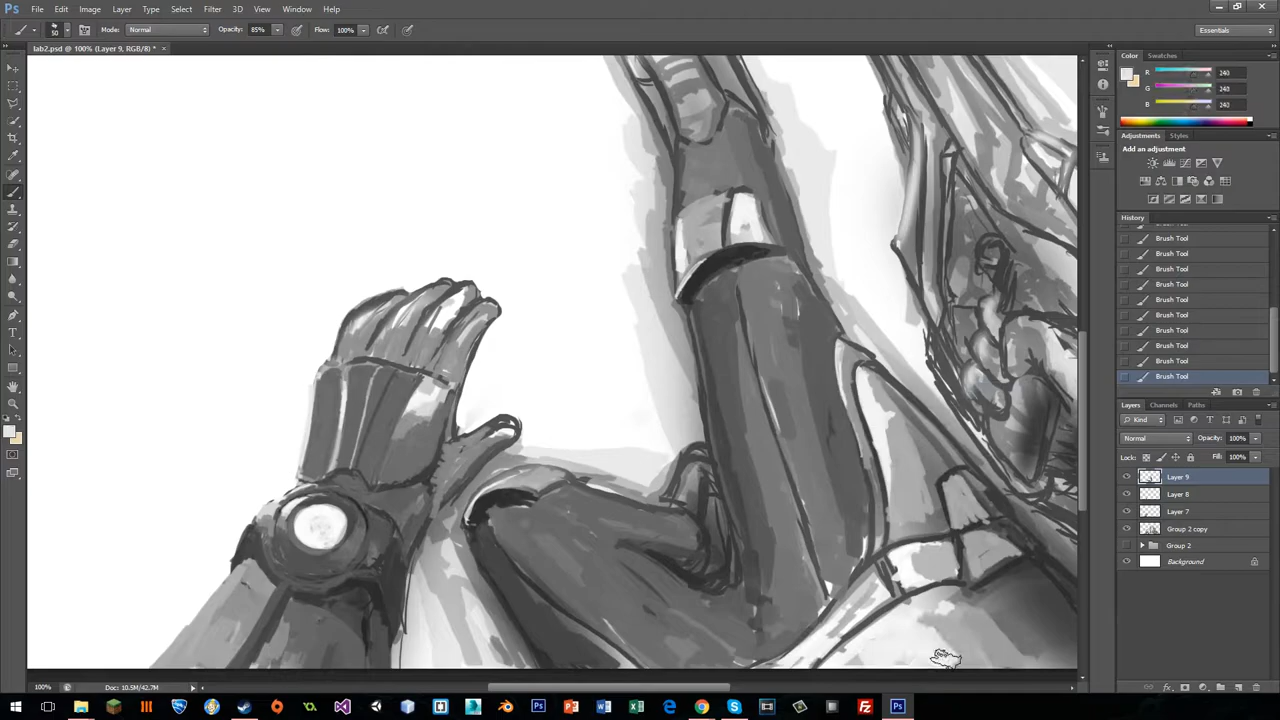 Ps File Edit Image Layer Type Select Filter 3D View Window Help
50 Mode: Normal Opacity: 85% Flow: 100% Essentials
lab2.psd @ 100% (Layer 9, RGB/8) * ×
Color Swatches
R 240
G 240
B 240
Adjustments Styles
Add an adjustment
History
Brush Tool
Brush Tool
Brush Tool
Brush Tool
Brush Tool
Brush Tool
Brush Tool
Brush Tool
Brush Tool
Brush Tool
Layers Channels Paths
Kind
Normal Opacity: 100%
Lock: Fill: 100%
Layer 9
Layer 8
Layer 7
Group 2 copy
Group 2
Background
100% Doc: 10.5M/42.7M